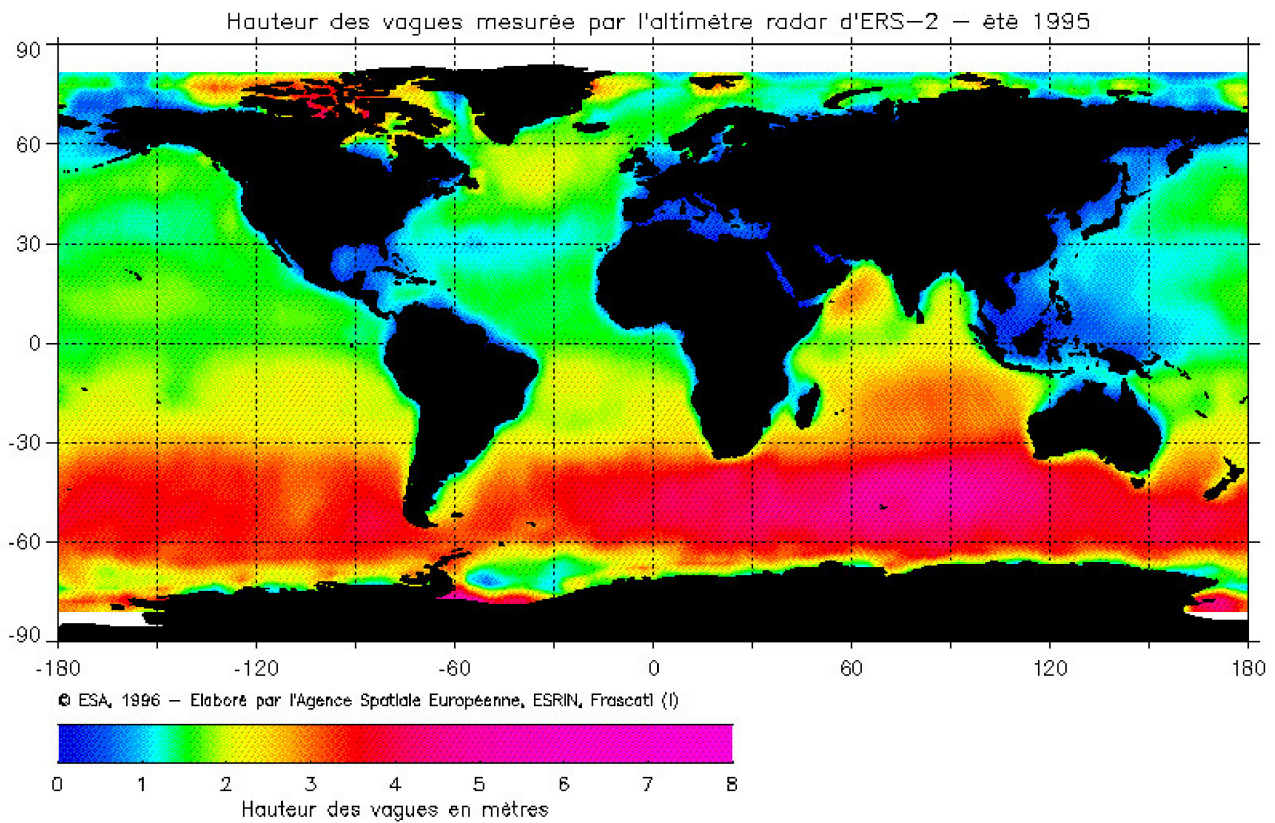 Hauteur des vagues mesurée par l'altimètre radar d'ERS-2 - été 1995
90
60
30
0
-30
-60
-90
-180 -120 -60 0 60 120 180
© ESA, 1996 - Elaboré par l'Agence Spatiale Européenne, ESRIN, Frascati (I)
0 1 2 3 4 5 6 7 8
Hauteur des vagues en mètres